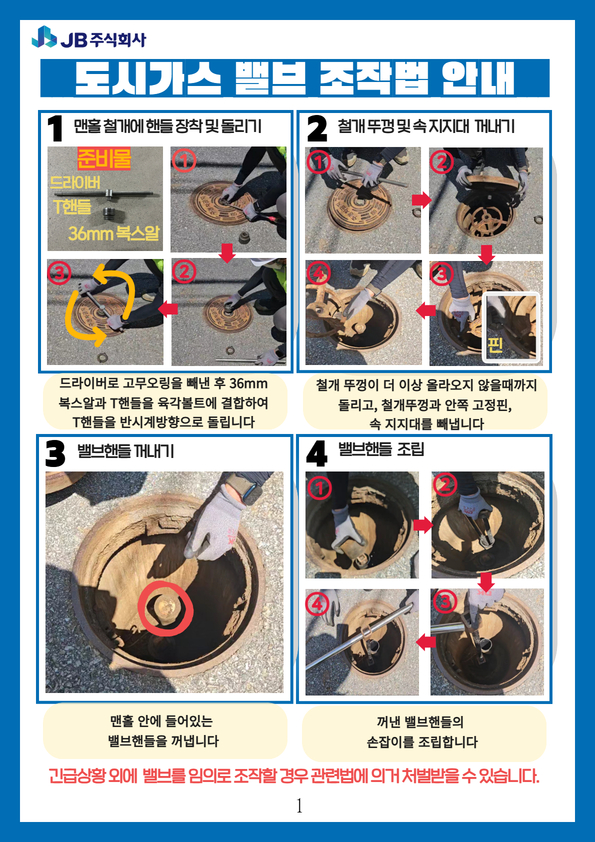 JB주식회사
도시가스 밸브 조작법 안내
1 맨홀 철개에 핸들 장착 및 돌리기
준비물
드라이버
T핸들
36mm 복스알
①
②
③
드라이버로 고무오링을 빼낸 후 36mm
복스알과 T핸들을 육각볼트에 결합하여
T핸들을 반시계방향으로 돌립니다
2 철개 뚜껑 및 속 지지대 꺼내기
①
②
③
핀
④
철개 뚜껑이 더 이상 올라오지 않을때까지
돌리고, 철개뚜껑과 안쪽 고정핀,
속 지지대를 빼냅니다
3 밸브핸들 꺼내기
맨홀 안에 들어있는
밸브핸들을 꺼냅니다
4 밸브핸들 조립
①
②
③
④
꺼낸 밸브핸들의
손잡이를 조립합니다
긴급상황 외에 밸브를 임의로 조작할 경우 관련법에 의거 처벌받을 수 있습니다.
1